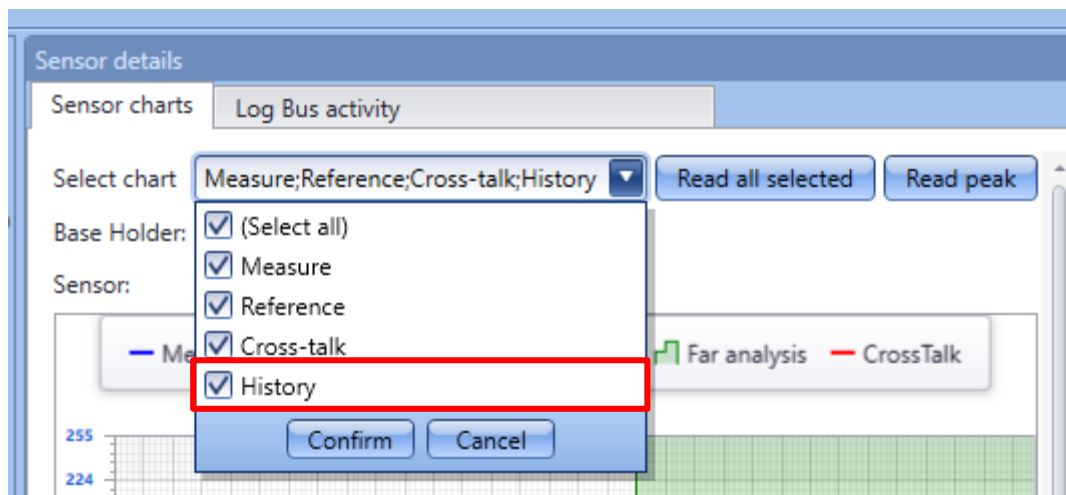 Sensor details
Sensor charts
Log Bus activity
Select chart
Measure;Reference;Cross-talk;History
Read all selected
Read peak
Base Holder:
(Select all)
Measure
Sensor:
Reference
Cross-talk
Far analysis
CrossTalk
History
Confirm
Cancel
255
224